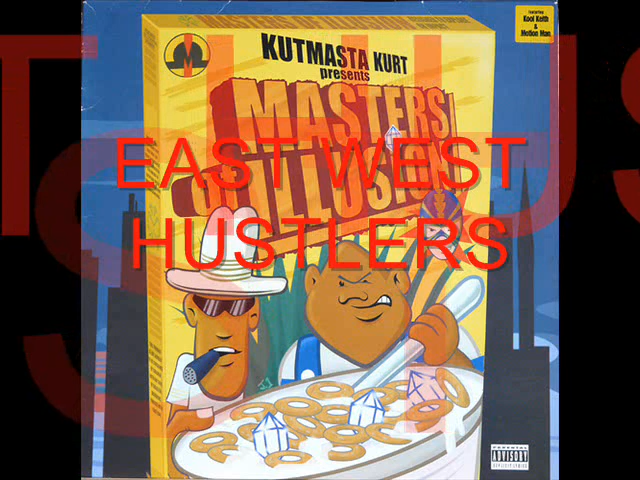 featuring
Kool Keith
&
Motion Man
KUTMASTA KURT
presents
MASTERS
of ILLUSION
EAST WEST
HUSTLERS
PARENTAL
ADVISORY
EXPLICIT LYRICS